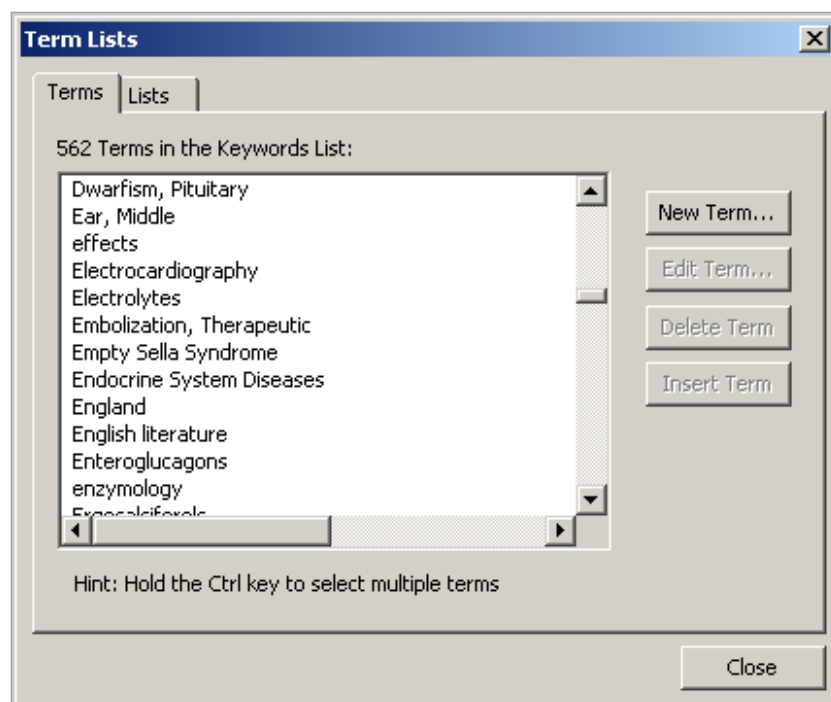 Term Lists
Terms
Lists
562 Terms in the Keywords List:
Dwarfism, Pituitary
Ear, Middle
effects
Electrocardiography
Electrolytes
Embolization, Therapeutic
Empty Sella Syndrome
Endocrine System Diseases
England
English literature
Enteroglucagons
enzymology
Ergocalciferols
New Term...
Edit Term...
Delete Term
Insert Term
Hint: Hold the Ctrl key to select multiple terms
Close